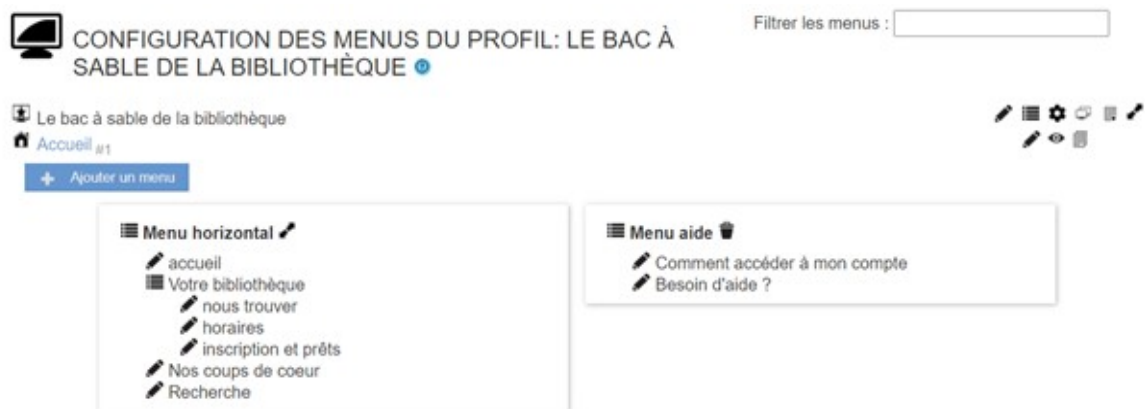 Filtrer les menus :
CONFIGURATION DES MENUS DU PROFIL: LE BAC À
SABLE DE LA BIBLIOTHÈQUE
Le bac à sable de la bibliothèque
Accueil #1
+ Ajouter un menu
Menu horizontal
accueil
Votre bibliothèque
nous trouver
horaires
inscription et prêts
Nos coups de coeur
Recherche
Menu aide
Comment accéder à mon compte
Besoin d'aide ?